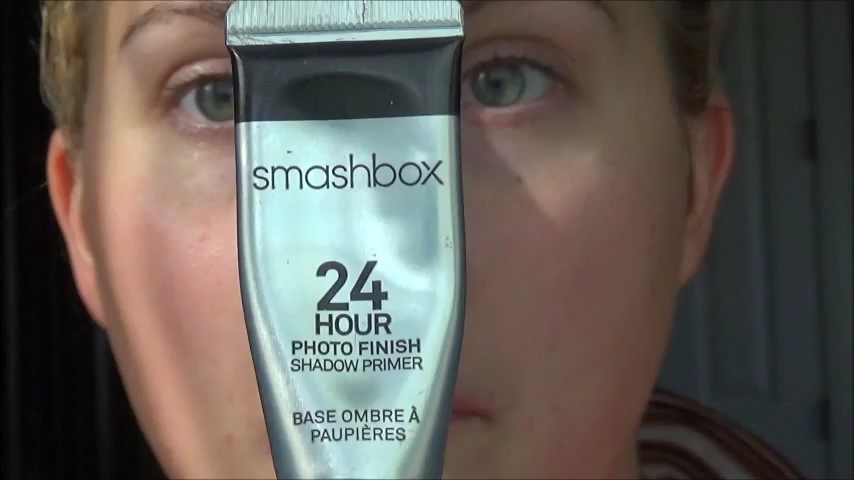 smashbox
24
HOUR
PHOTO FINISH
SHADOW PRIMER
BASE OMBRE À
PAUPIÈRES